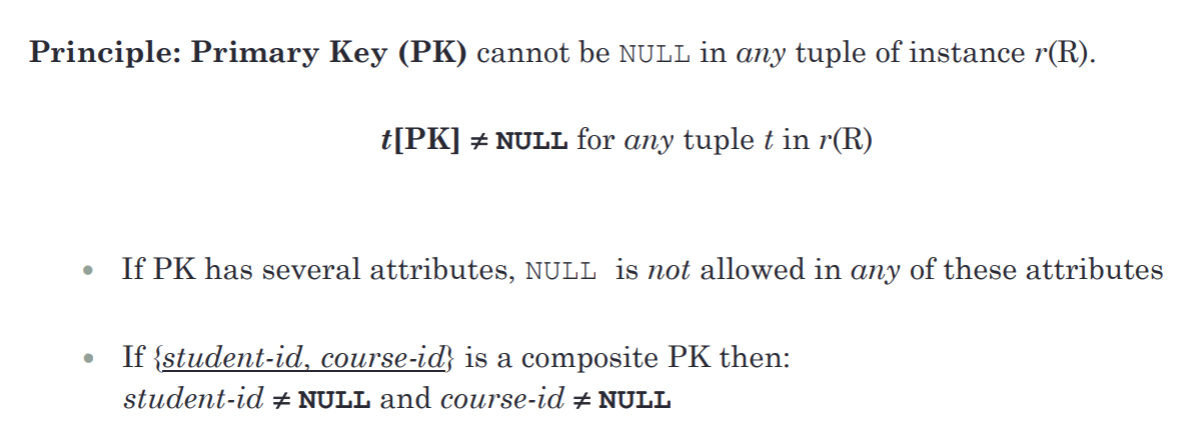 Principle: Primary Key (PK) cannot be NULL in any tuple of instance r(R).
t[PK] ≠ NULL for any tuple t in r(R)
• If PK has several attributes, NULL is not allowed in any of these attributes
• If {student-id, course-id} is a composite PK then:
student-id ≠ NULL and course-id ≠ NULL